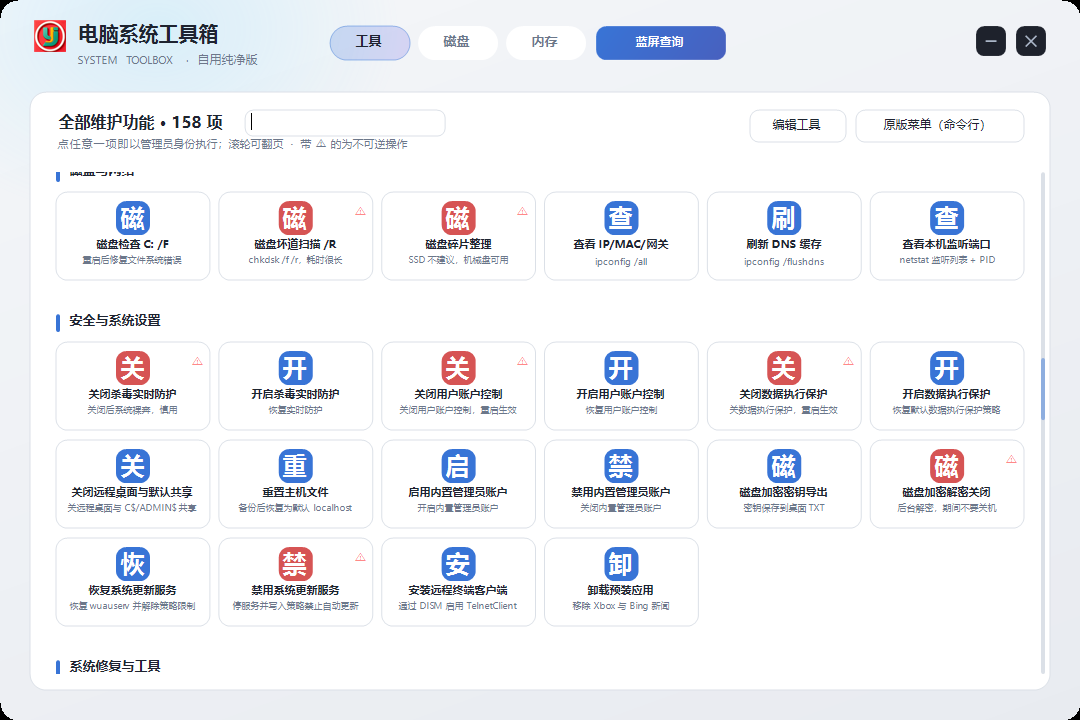 yj
电脑系统工具箱
SYSTEM TOOLBOX · 自用纯净版
工具
磁盘
内存
蓝屏查询
全部维护功能 • 158 项
点任意一项即以管理员身份执行；滚轮可翻页 · 带 ⚠ 的为不可逆操作
编辑工具
原版菜单（命令行）
磁盘与网络
磁
磁盘检查 C: /F
重启后修复文件系统错误
磁
磁盘坏道扫描 /R
chkdsk /f /r，耗时很长
磁
磁盘碎片整理
SSD 不建议，机械盘可用
查
查看 IP/MAC/网关
ipconfig /all
刷
刷新 DNS 缓存
ipconfig /flushdns
查
查看本机监听端口
netstat 监听列表 + PID
安全与系统设置
关
关闭杀毒实时防护
关闭后系统裸奔，慎用
开
开启杀毒实时防护
恢复实时防护
关
关闭用户账户控制
关闭用户账户控制，重启生效
开
开启用户账户控制
恢复用户账户控制
关
关闭数据执行保护
关数据执行保护，重启生效
开
开启数据执行保护
恢复默认数据执行保护策略
关
关闭远程桌面与默认共享
关远程桌面与 C$/ADMIN$ 共享
重
重置主机文件
备份后恢复为默认 localhost
启
启用内置管理员账户
开启内置管理员账户
禁
禁用内置管理员账户
关闭内置管理员账户
磁
磁盘加密密钥导出
密钥保存到桌面 TXT
磁
磁盘加密解密关闭
后台解密，期间不要关机
恢
恢复系统更新服务
恢复 wuauserv 并解除策略限制
禁
禁用系统更新服务
停服务并写入策略禁止自动更新
安
安装远程终端客户端
通过 DISM 启用 TelnetClient
卸
卸载预装应用
移除 Xbox 与 Bing 新闻
系统修复与工具